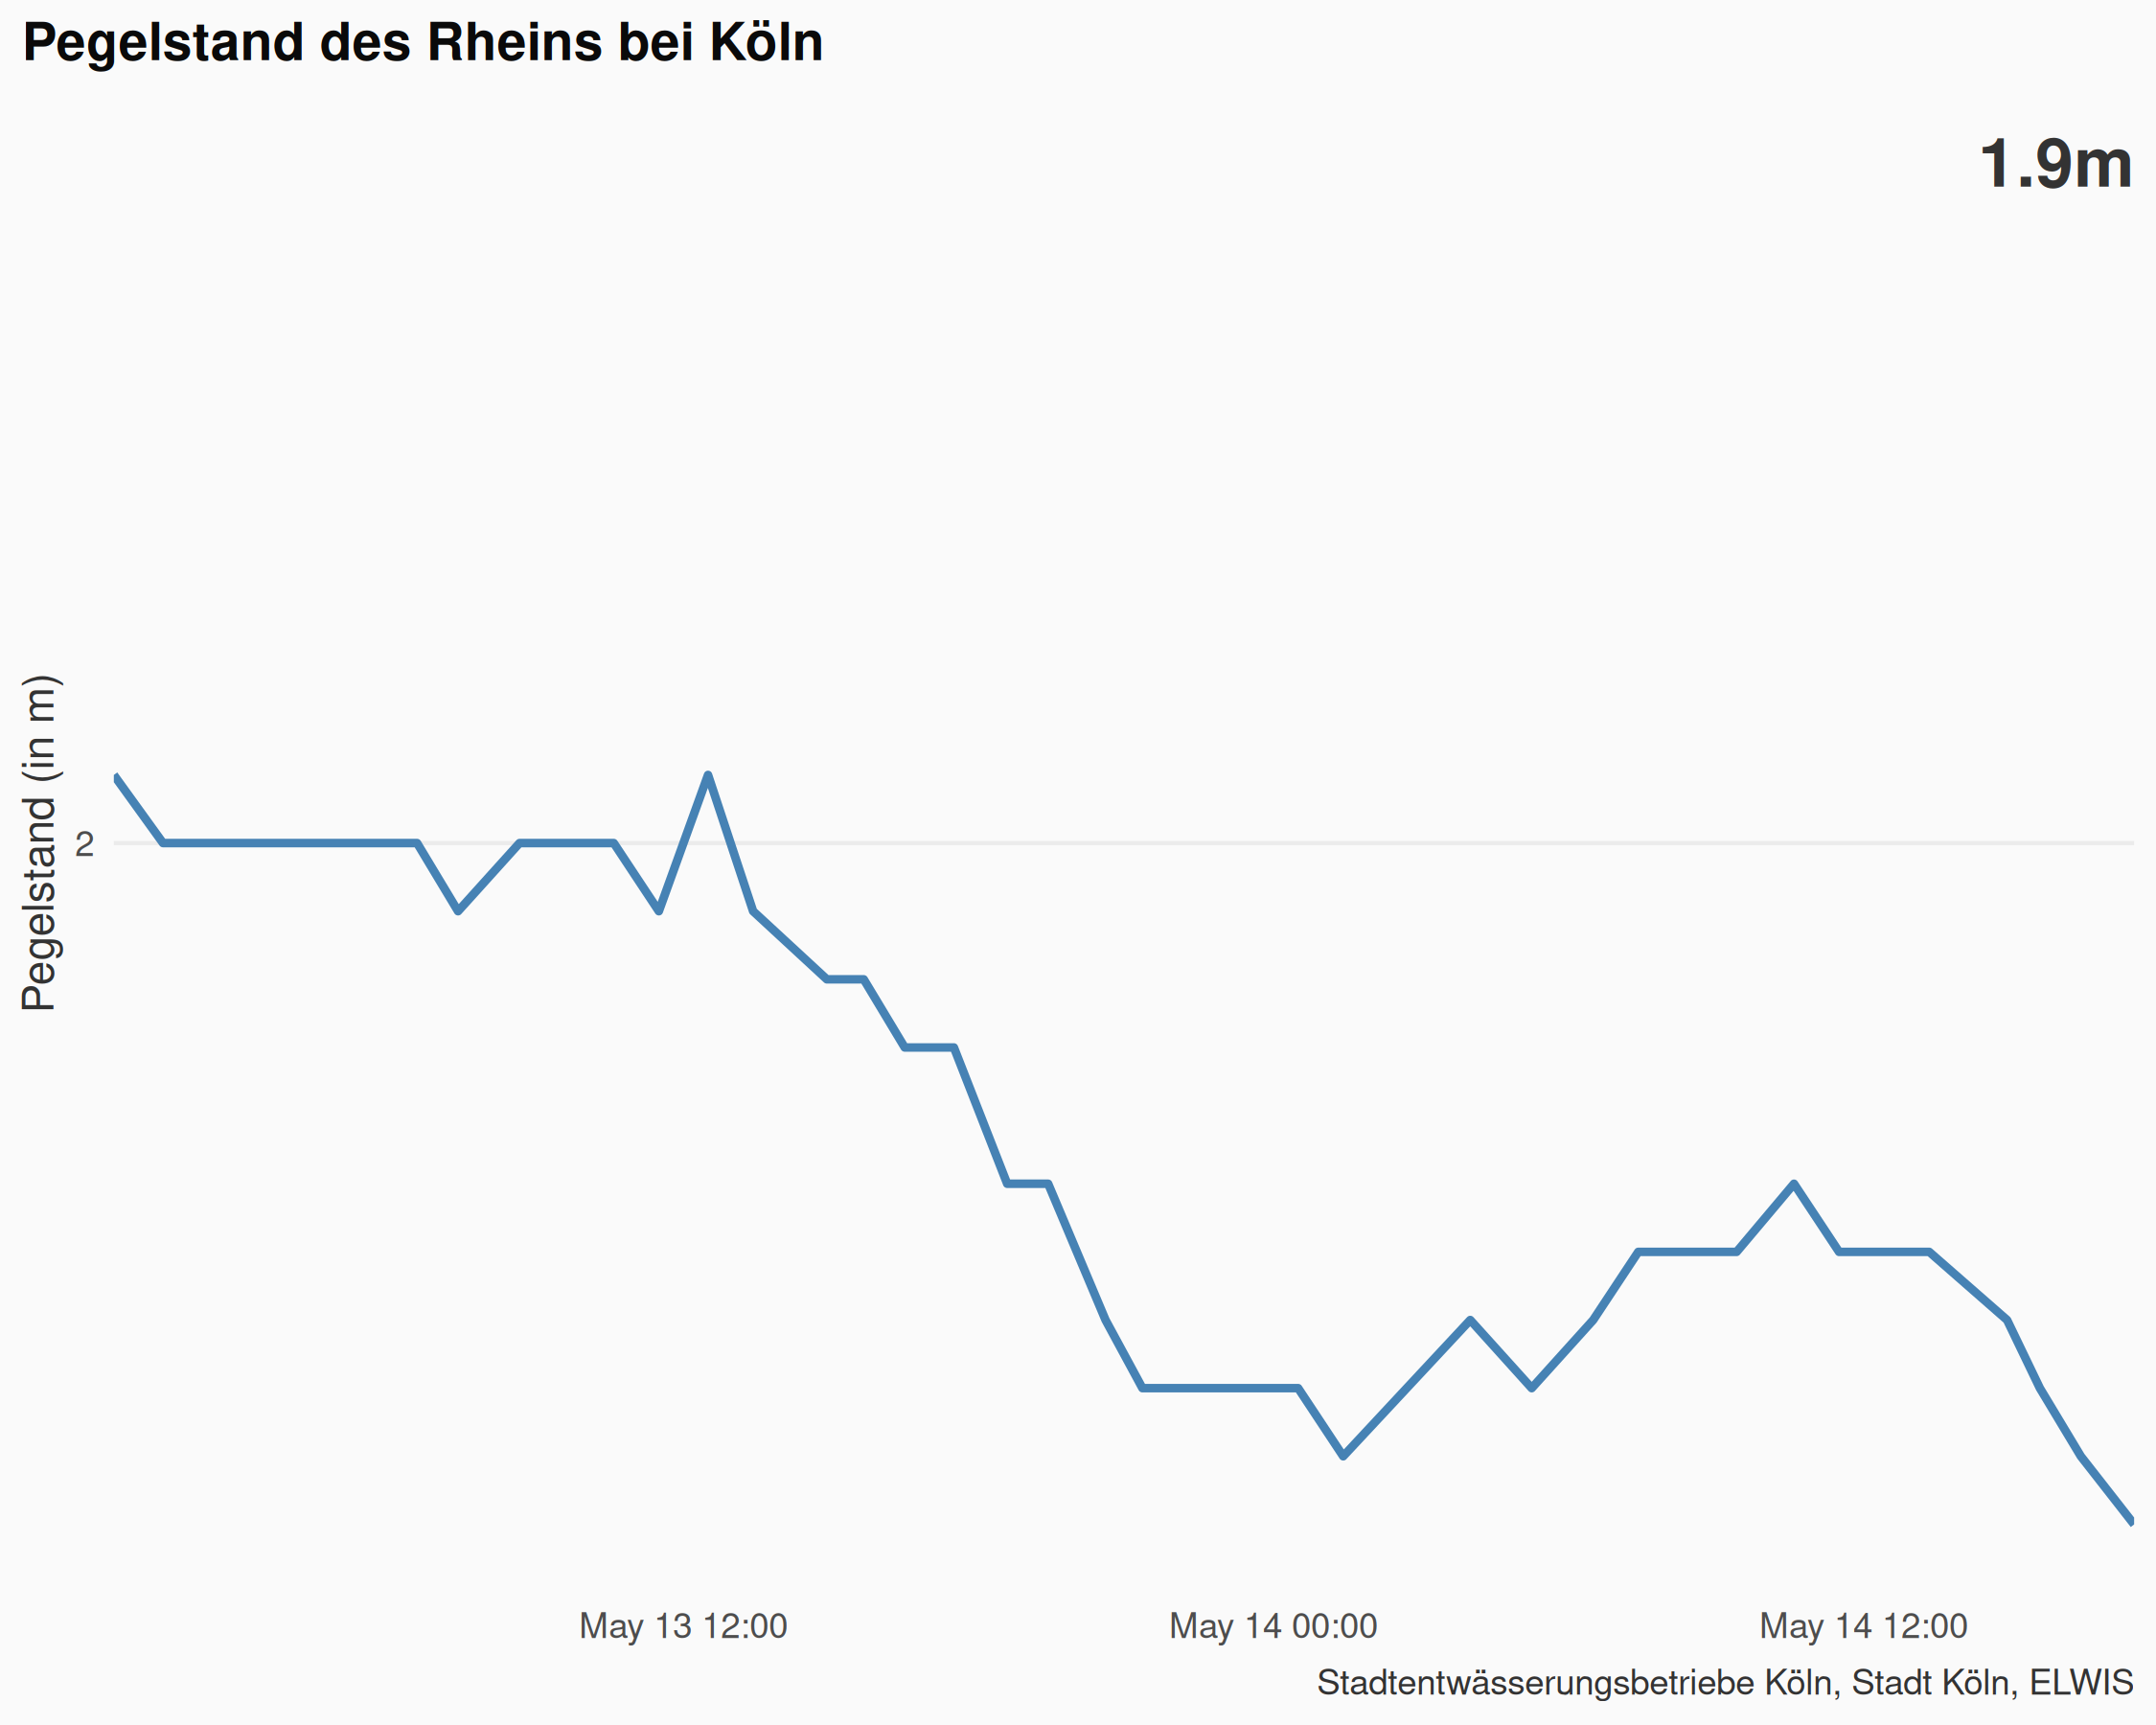 Pegelstand des Rheins bei Köln
1.9m
Pegelstand (in m)
2
May 13 12:00
May 14 00:00
May 14 12:00
Stadtentwässerungsbetriebe Köln, Stadt Köln, ELWIS